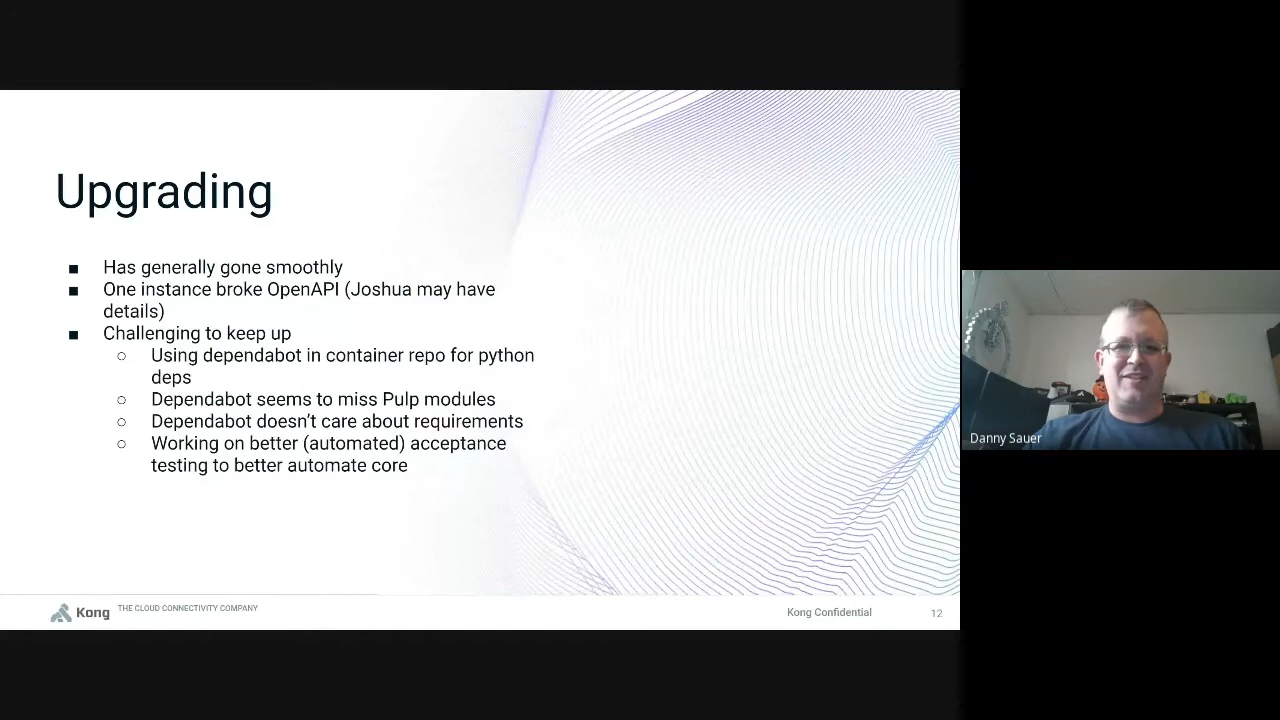 Upgrading
■ Has generally gone smoothly
■ One instance broke OpenAPI (Joshua may have
details)
■ Challenging to keep up
○ Using dependabot in container repo for python
deps
○ Dependabot seems to miss Pulp modules
○ Dependabot doesn’t care about requirements
○ Working on better (automated) acceptance
testing to better automate core
Kong THE CLOUD CONNECTIVITY COMPANY
Kong Confidential
12
Danny Sauer